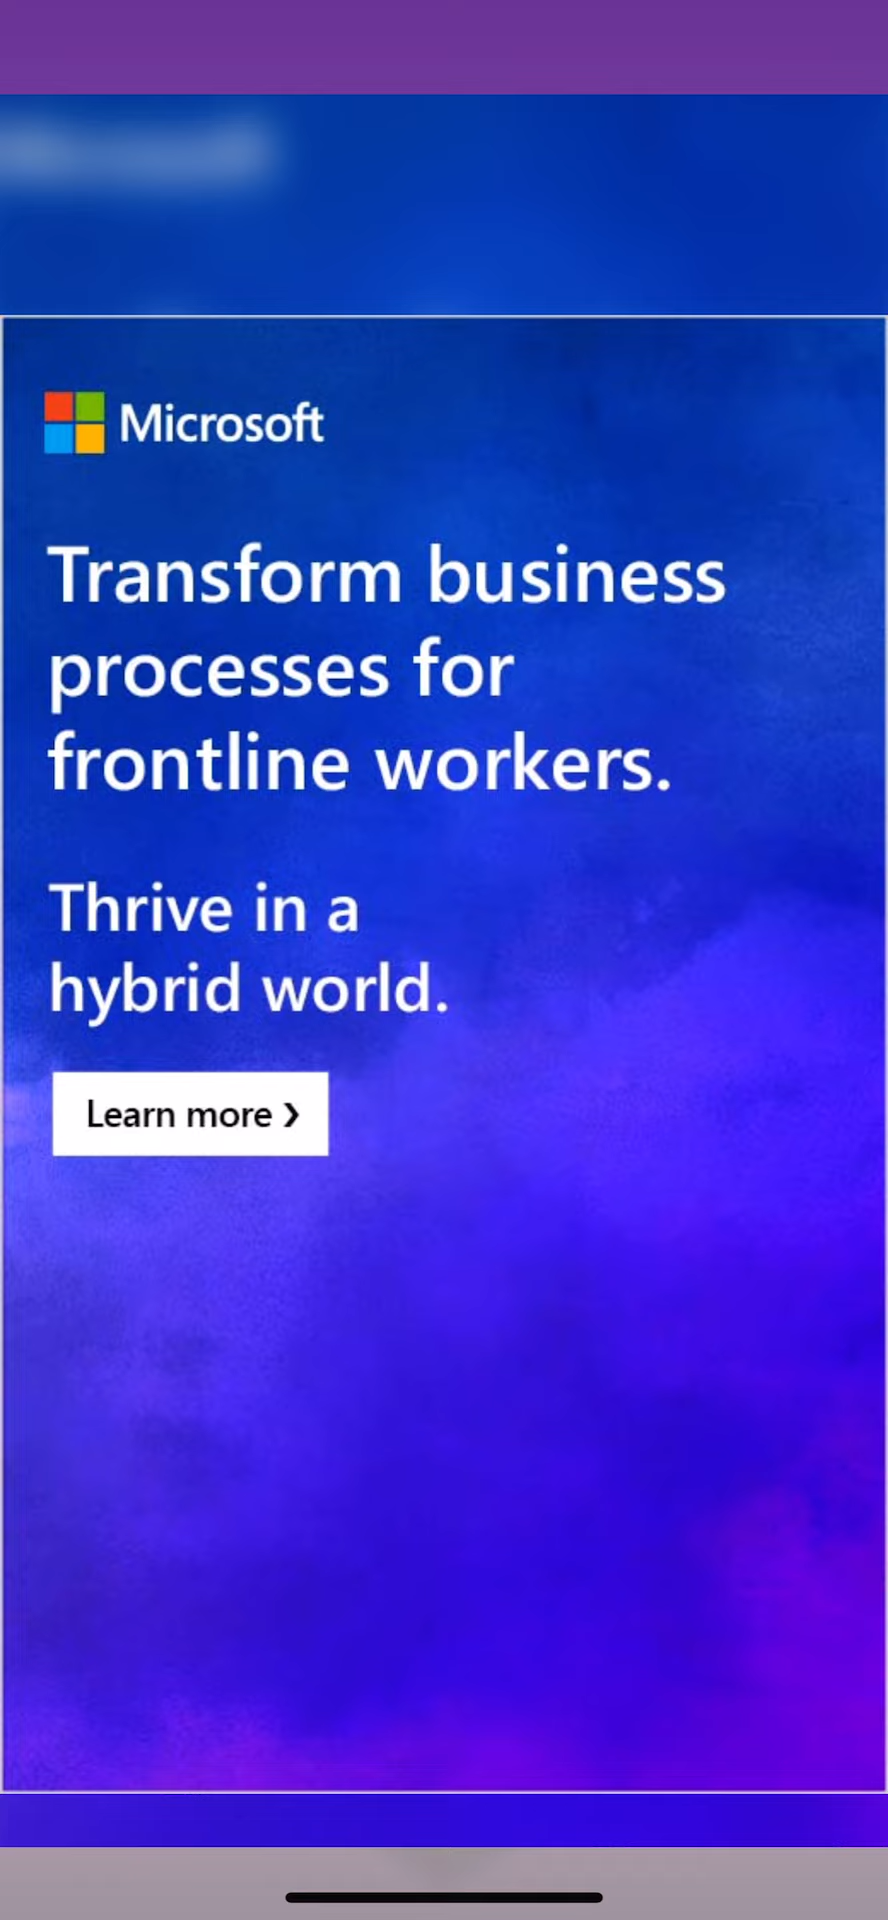 Microsoft
Transform business
processes for
frontline workers.
Thrive in a
hybrid world.
Learn more ❯